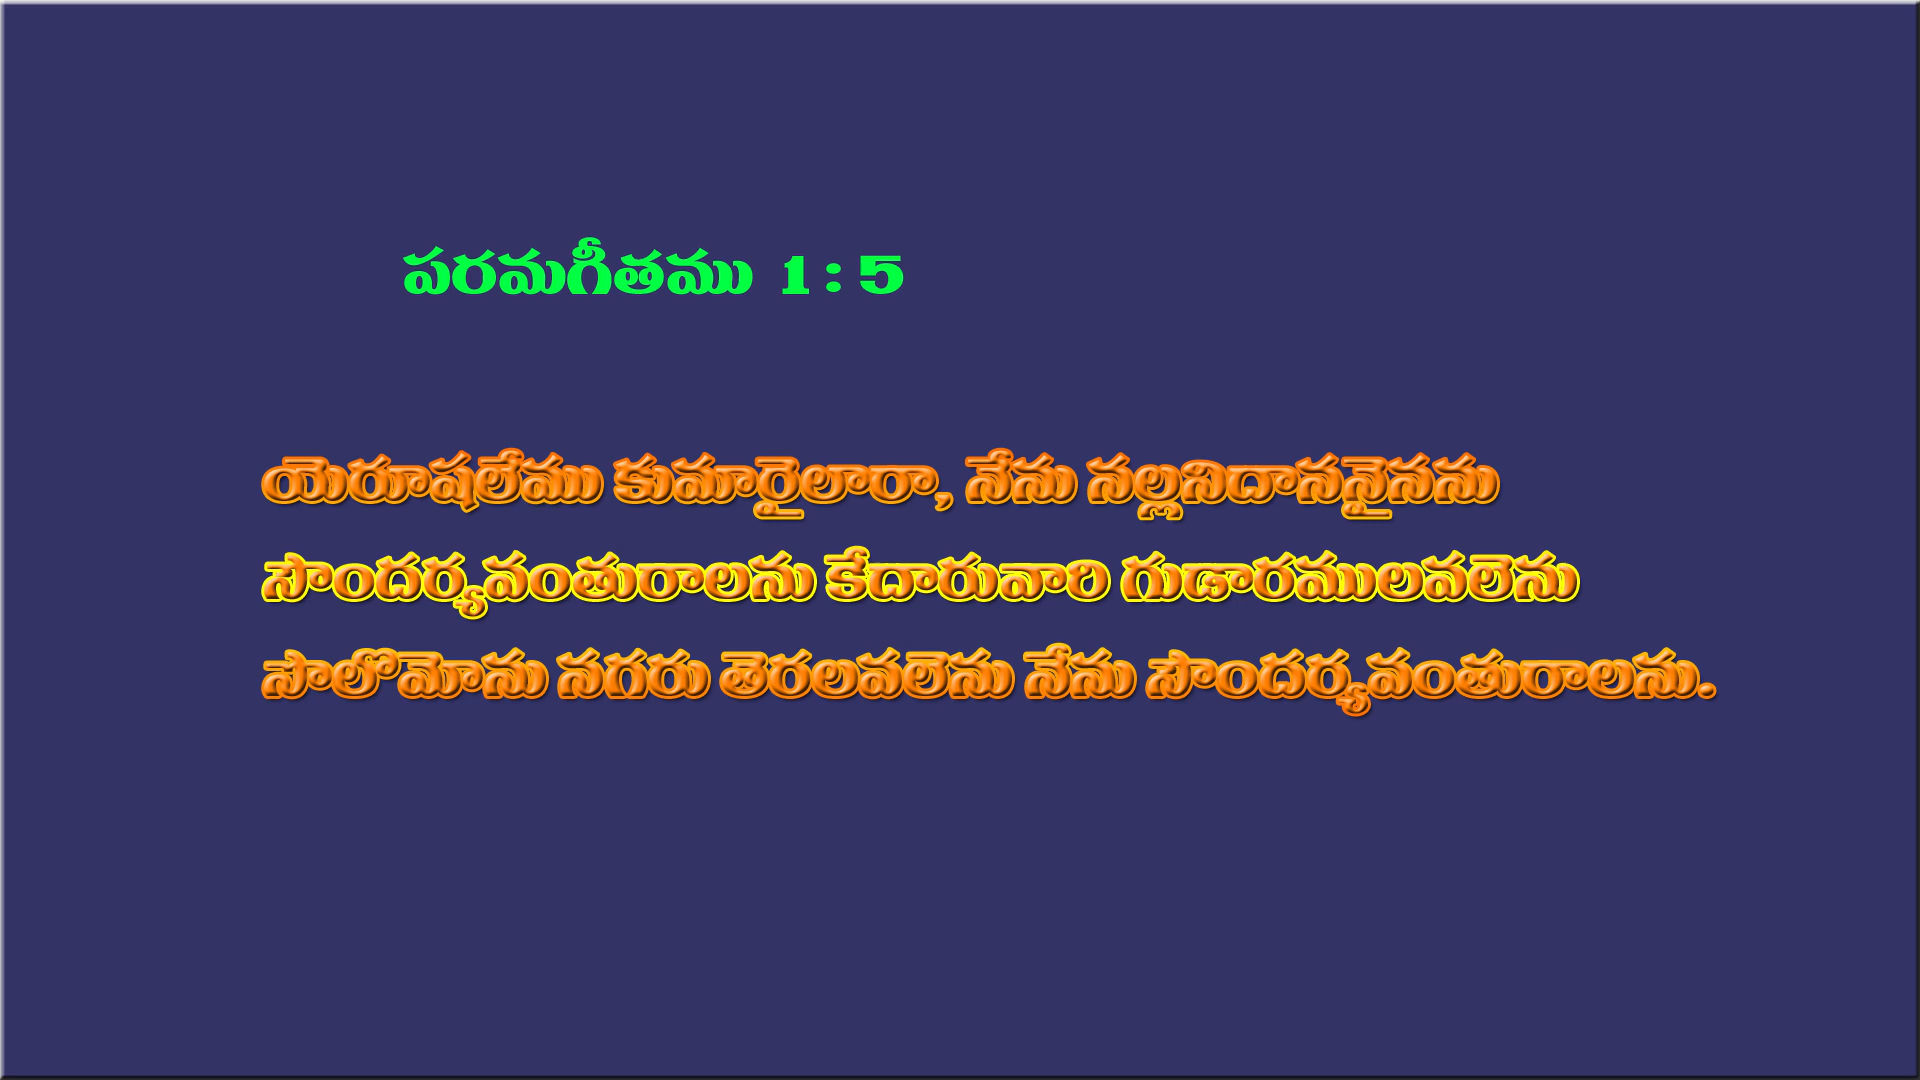 పరమగీతము 1 : 5
యెరూషలేము కుమార్తెలారా, నేను నల్లనిదాననైనను
సౌందర్యవంతురాలను కేదారువారి గుడారములవలెను
సొలొమోను నగరు తెరలవలెను నేను సౌందర్యవంతురాలను.